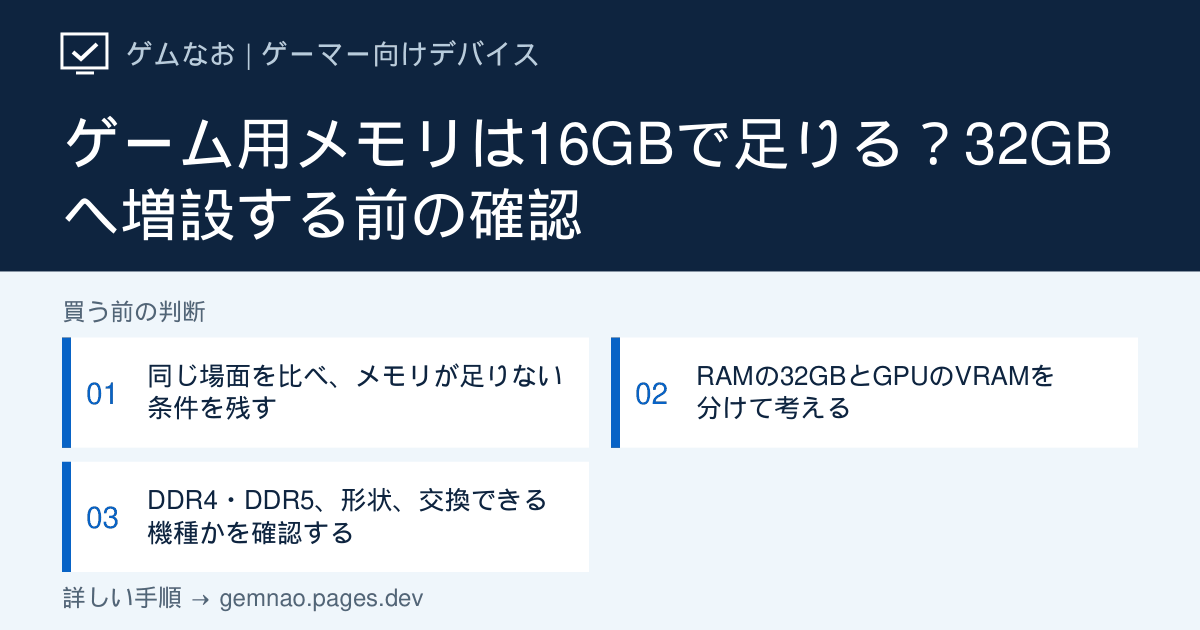 ゲムなお | ゲーマー向けデバイス
ゲーム用メモリは16GBで足りる？32GB
へ増設する前の確認
買う前の判断
01
同じ場面を比べ、メモリが足りない
条件を残す
02
RAMの32GBとGPUのVRAMを
分けて考える
03
DDR4・DDR5、形状、交換できる
機種かを確認する
詳しい手順 → gemnao.pages.dev